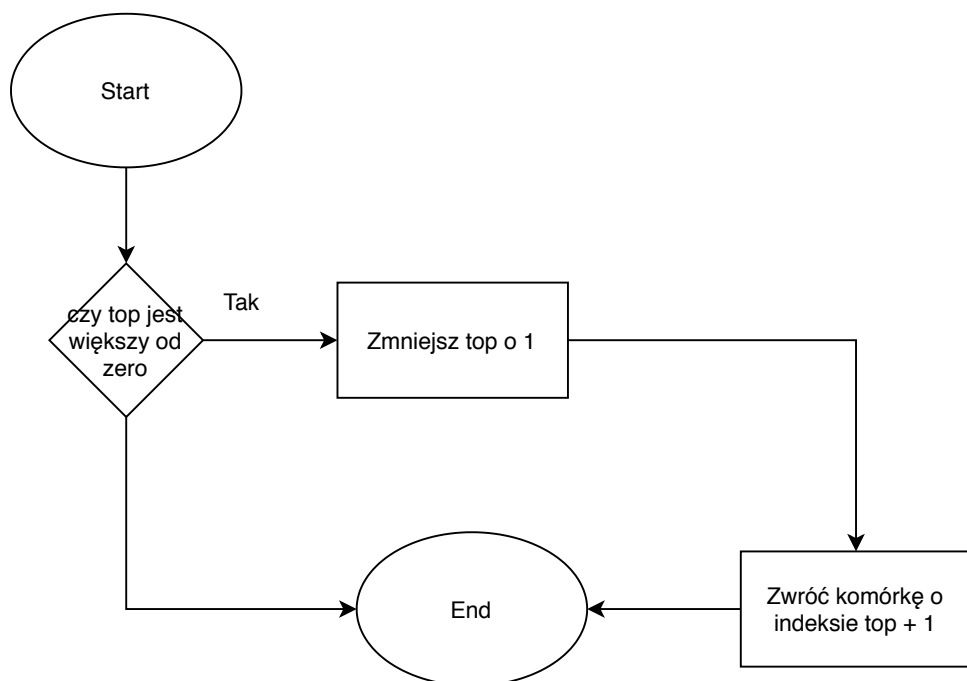 Start
Tak
czy top jest
większy od
zero
Zmniejsz top o 1
End
Zwróć komórkę o
indeksie top + 1